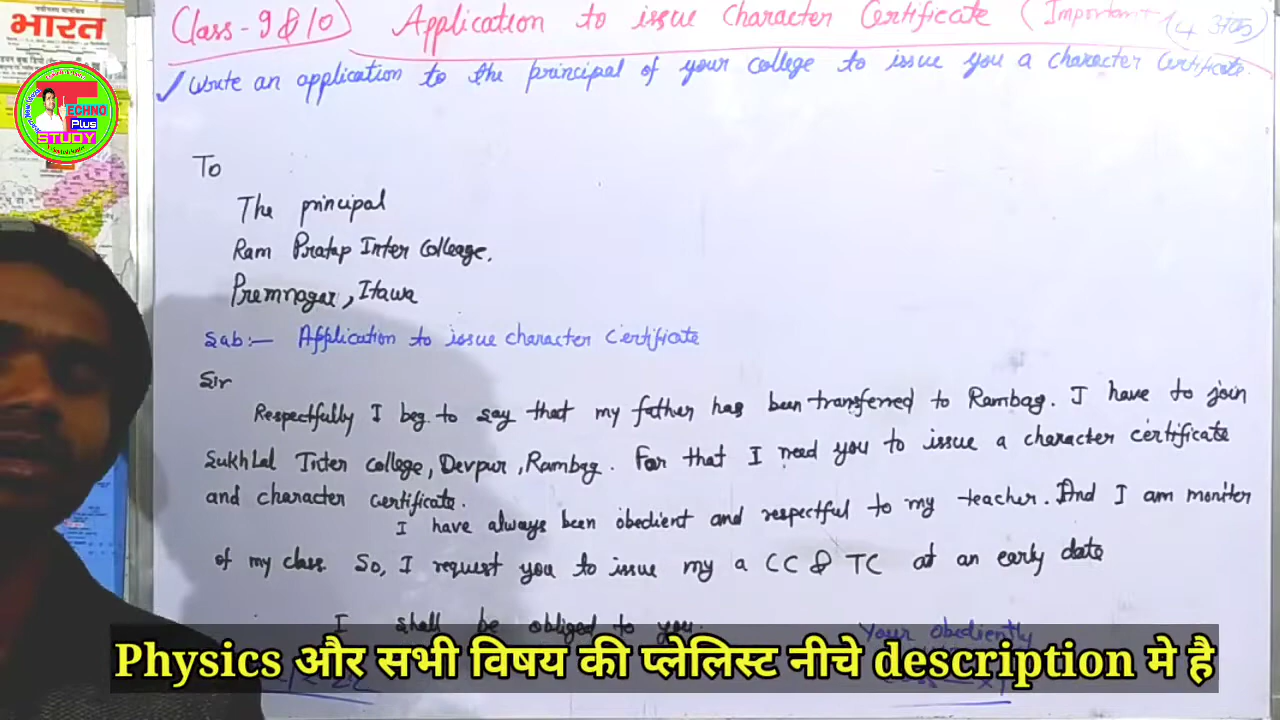 भारत
TECHNO
Plus
STUDY
Class-9&10 Application to issue Character Certificate (Important
(4 अंक)
Write an application to the principal of your college to issue you a character Certificate.
To
The principal
Ram Pratap Inter Colleage.
Premnagar, Itawa
Sab:— Application to issue character Certificate
Sir
Respectfully I beg to say that my father has been transferred to Rambag. I have to join
Sukhlal Inter college, Devpur, Rambag. For that I need you to issue a character certificate
and character certificate.
I have always been obedient and respectful to my teacher. And I am moniter
of my class. So, I request you to issue my a CC & TC at an early date
I shall be obliged to you.
Your obediently
Physics और सभी विषय की प्लेलिस्ट नीचे description मे है